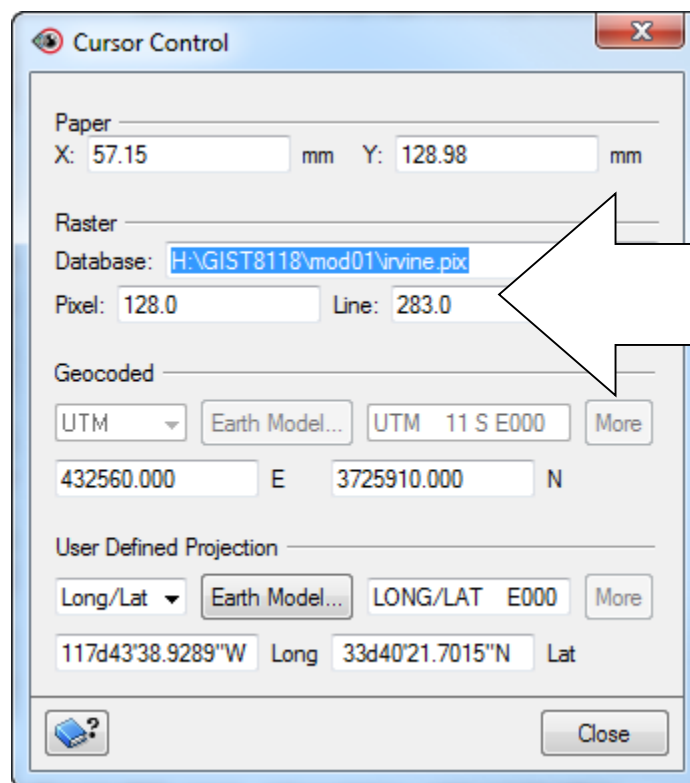 Cursor Control
Paper
X: 57.15 mm Y: 128.98 mm
Raster
Database: H:\GIST8118\mod01\irvine.pix
Pixel: 128.0 Line: 283.0
Geocoded
UTM Earth Model... UTM 11 S E000 More
432560.000 E 3725910.000 N
User Defined Projection
Long/Lat Earth Model... LONG/LAT E000 More
117d43'38.9289"W Long 33d40'21.7015"N Lat
? Close